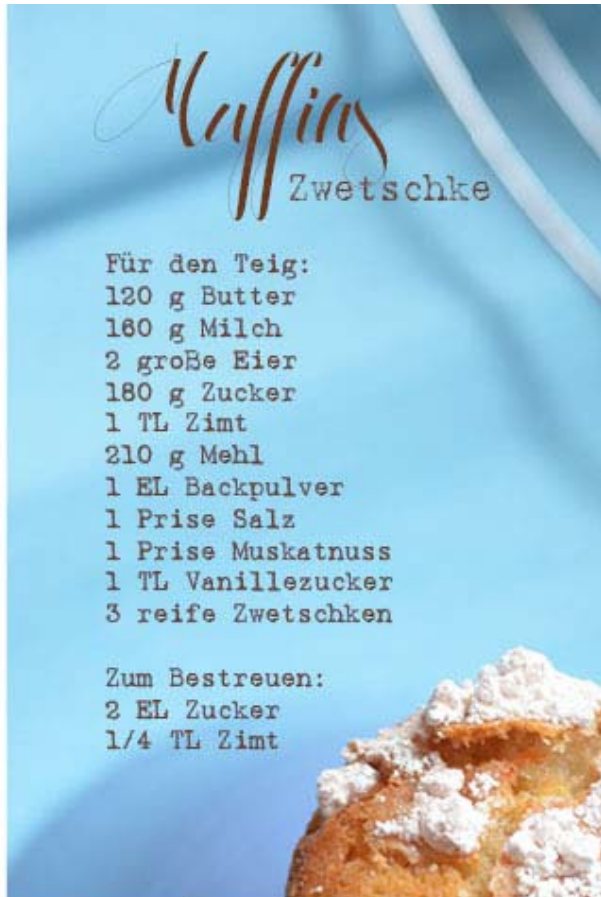 Muffins
Zwetschke
Für den Teig:
120 g Butter
160 g Milch
2 große Eier
180 g Zucker
1 TL Zimt
210 g Mehl
1 EL Backpulver
1 Prise Salz
1 Prise Muskatnuss
1 TL Vanillezucker
3 reife Zwetschken
Zum Bestreuen:
2 EL Zucker
1/4 TL Zimt